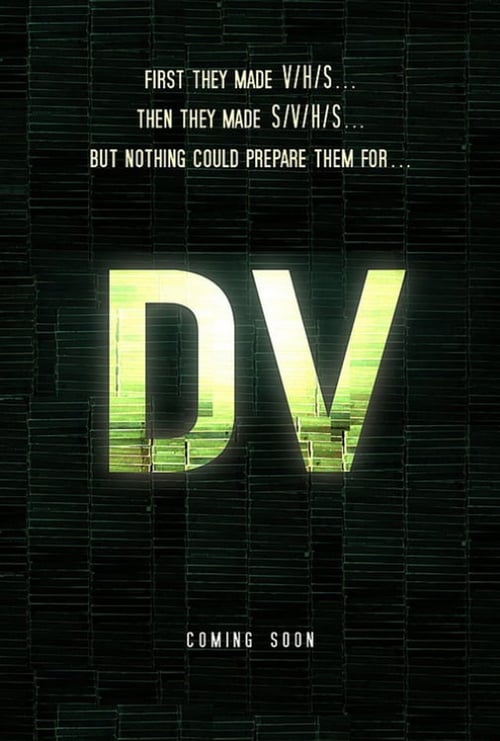 FIRST THEY MADE V/H/S...
THEN THEY MADE S/V/H/S...
BUT NOTHING COULD PREPARE THEM FOR...
DV
COMING SOON